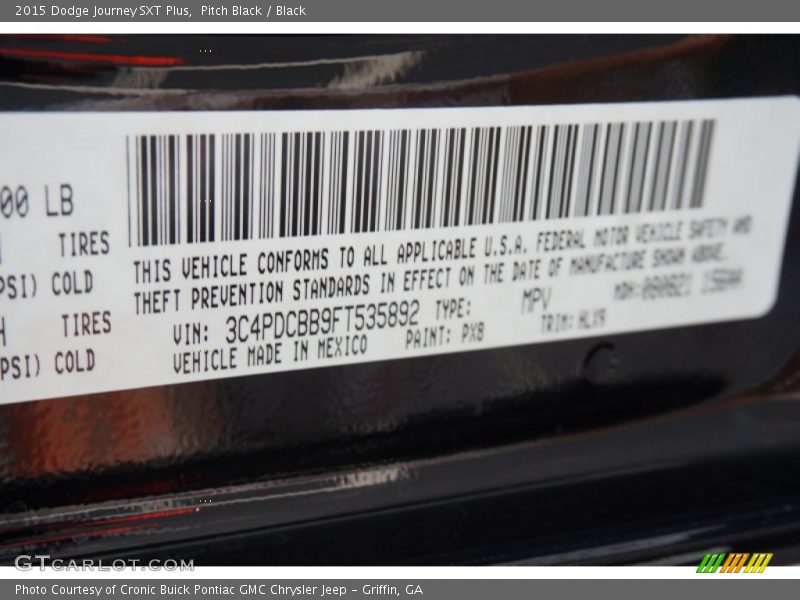 2015 Dodge Journey SXT Plus, Pitch Black / Black
00 LB
TIRES
PSI) COLD
TIRES
PSI) COLD
THIS VEHICLE CONFORMS TO ALL APPLICABLE U.S.A. FEDERAL MOTOR VEHICLE SAFETY AND
THEFT PREVENTION STANDARDS IN EFFECT ON THE DATE OF MANUFACTURE SHOWN ABOVE.
VIN: 3C4PDCBB9FT535892 TYPE: MPV
VEHICLE MADE IN MEXICO PAINT: PX8 TRIM: HLX9
GTCARLOT.COM
Photo Courtesy of Cronic Buick Pontiac GMC Chrysler Jeep - Griffin, GA